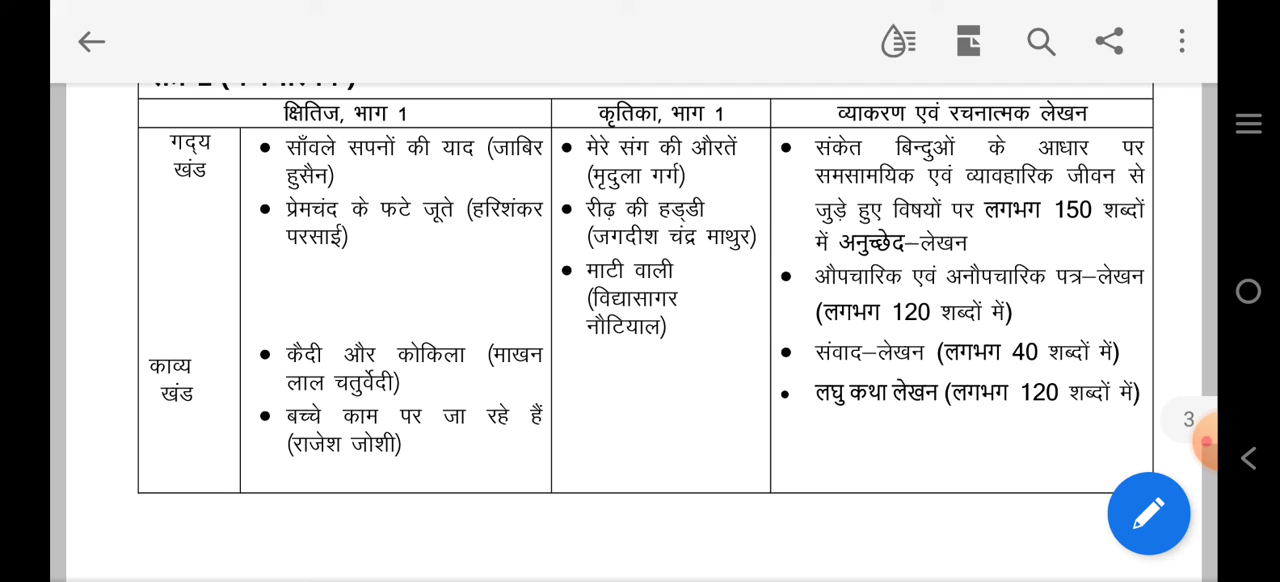 क्षितिज, भाग 1
कृतिका, भाग 1
व्याकरण एवं रचनात्मक लेखन
गद्य
खंड
• साँवले सपनों की याद (जाबिर
हुसैन)
• प्रेमचंद के फटे जूते (हरिशंकर
परसाई)
काव्य
खंड
• कैदी और कोकिला (माखन
लाल चतुर्वेदी)
• बच्चे काम पर जा रहे हैं
(राजेश जोशी)
• मेरे संग की औरतें
(मृदुला गर्ग)
• रीढ़ की हड्डी
(जगदीश चंद्र माथुर)
• माटी वाली
(विद्यासागर
नौटियाल)
• संकेत बिन्दुओं के आधार पर
समसामयिक एवं व्यावहारिक जीवन से
जुड़े हुए विषयों पर लगभग 150 शब्दों
में अनुच्छेद–लेखन
• औपचारिक एवं अनौपचारिक पत्र–लेखन
(लगभग 120 शब्दों में)
• संवाद–लेखन (लगभग 40 शब्दों में)
• लघु कथा लेखन (लगभग 120 शब्दों में)
3